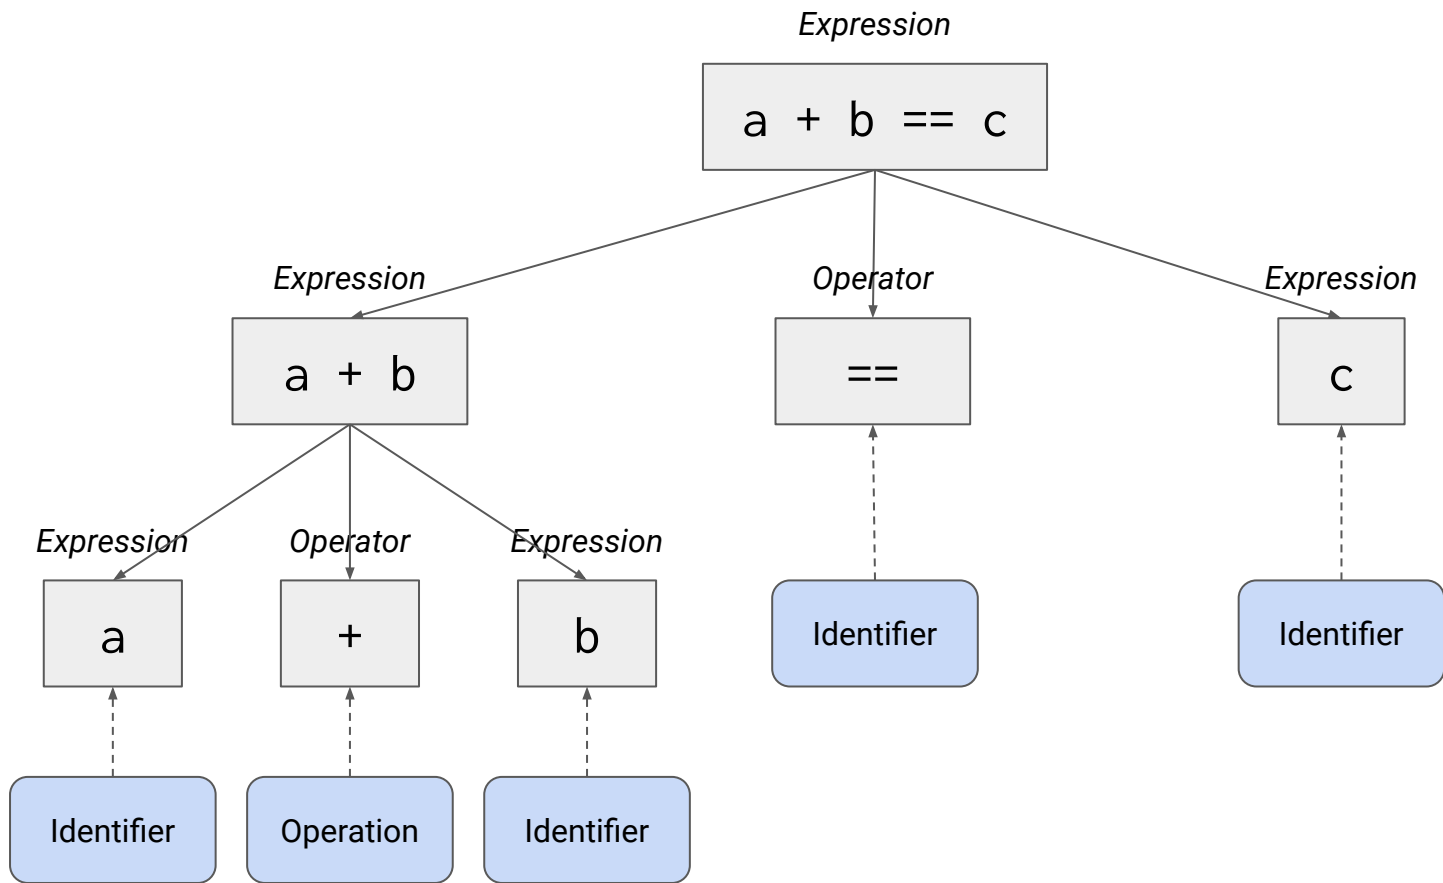 Expression
a + b == c
Expression
Operator
Expression
a + b
==
c
Expression
Operator
Expression
a
+
b
Identifier
Identifier
Identifier
Operation
Identifier